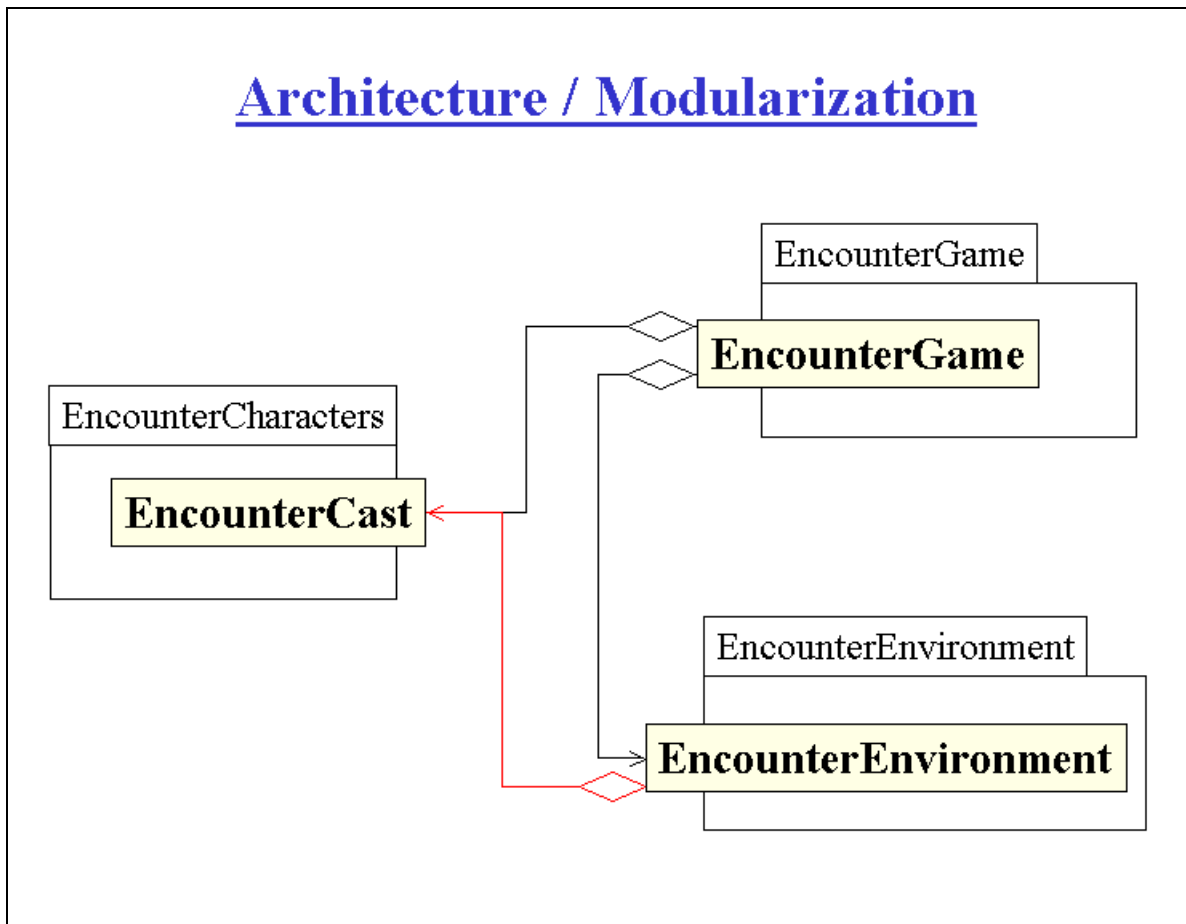 Architecture / Modularization
EncounterGame
EncounterGame
EncounterCharacters
EncounterCast
EncounterEnvironment
EncounterEnvironment